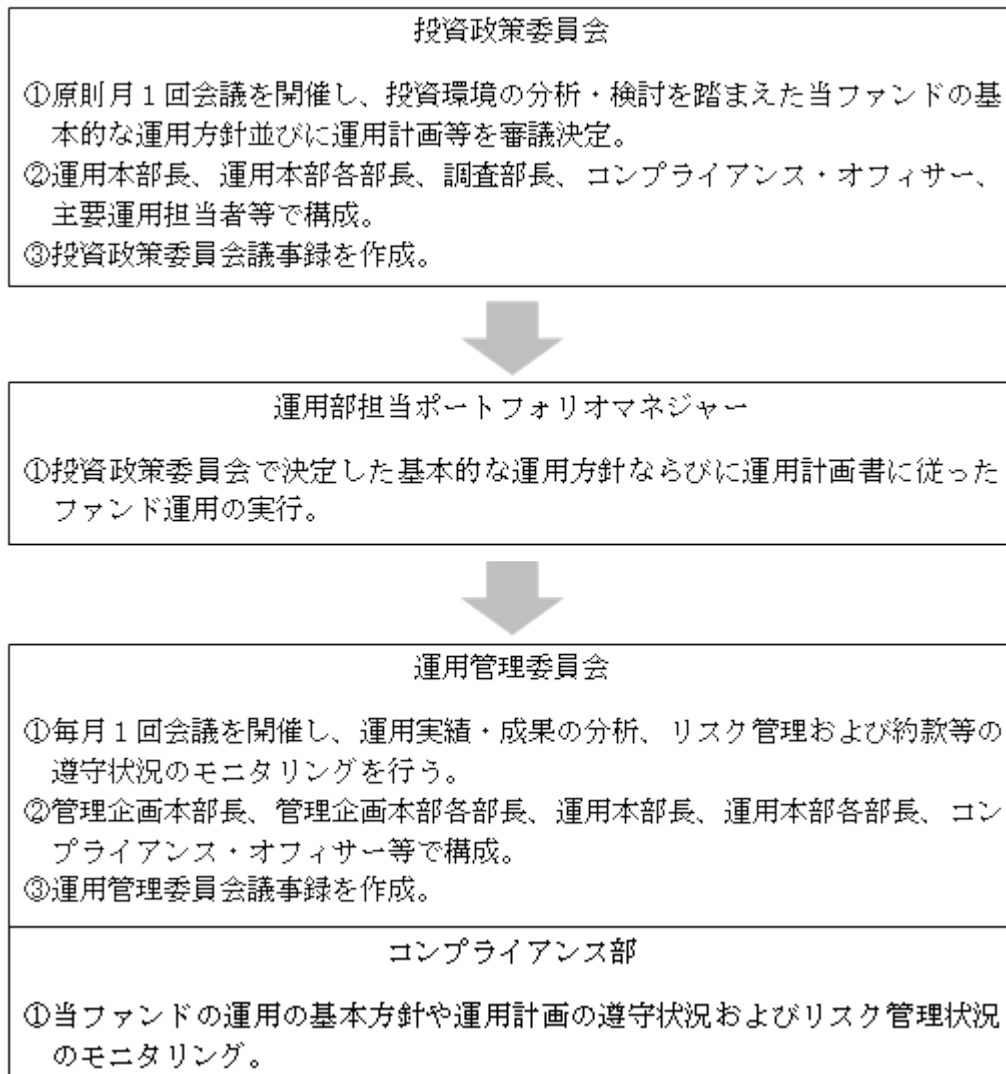 投資政策委員会
①原則月１回会議を開催し、投資環境の分析・検討を踏まえた当ファンドの基
本的な運用方針並びに運用計画等を審議決定。
②運用本部長、運用本部各部長、調査部長、コンプライアンス・オフィサー、
主要運用担当者等で構成。
③投資政策委員会議事録を作成。
運用部担当ポートフォリオマネジャー
①投資政策委員会で決定した基本的な運用方針ならびに運用計画書に従った
ファンド運用の実行。
運用管理委員会
①毎月１回会議を開催し、運用実績・成果の分析、リスク管理および約款等の
遵守状況のモニタリングを行う。
②管理企画本部長、管理企画本部各部長、運用本部長、運用本部各部長、コン
プライアンス・オフィサー等で構成。
③運用管理委員会議事録を作成。
コンプライアンス部
①当ファンドの運用の基本方針や運用計画の遵守状況およびリスク管理状況
のモニタリング。